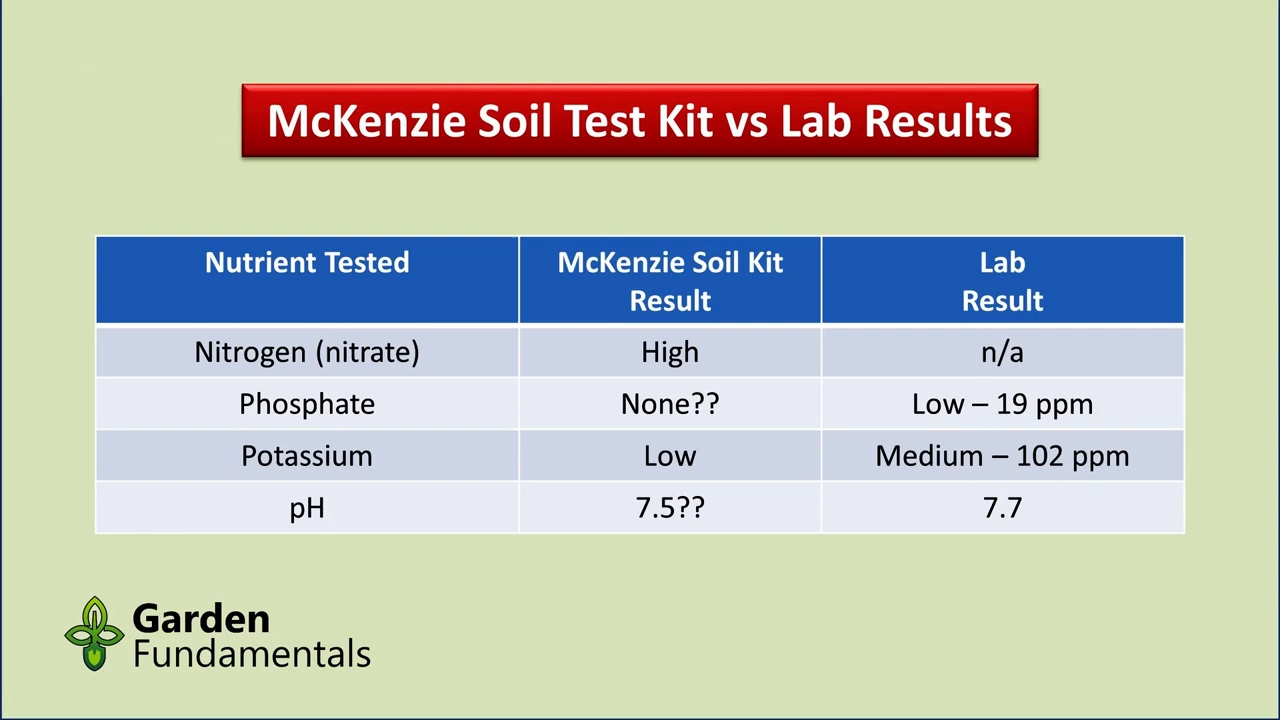 McKenzie Soil Test Kit vs Lab Results
Nutrient Tested
McKenzie Soil Kit
Result
Lab
Result
Nitrogen (nitrate) High n/a
Phosphate None?? Low – 19 ppm
Potassium Low Medium – 102 ppm
pH 7.5?? 7.7
Garden
Fundamentals